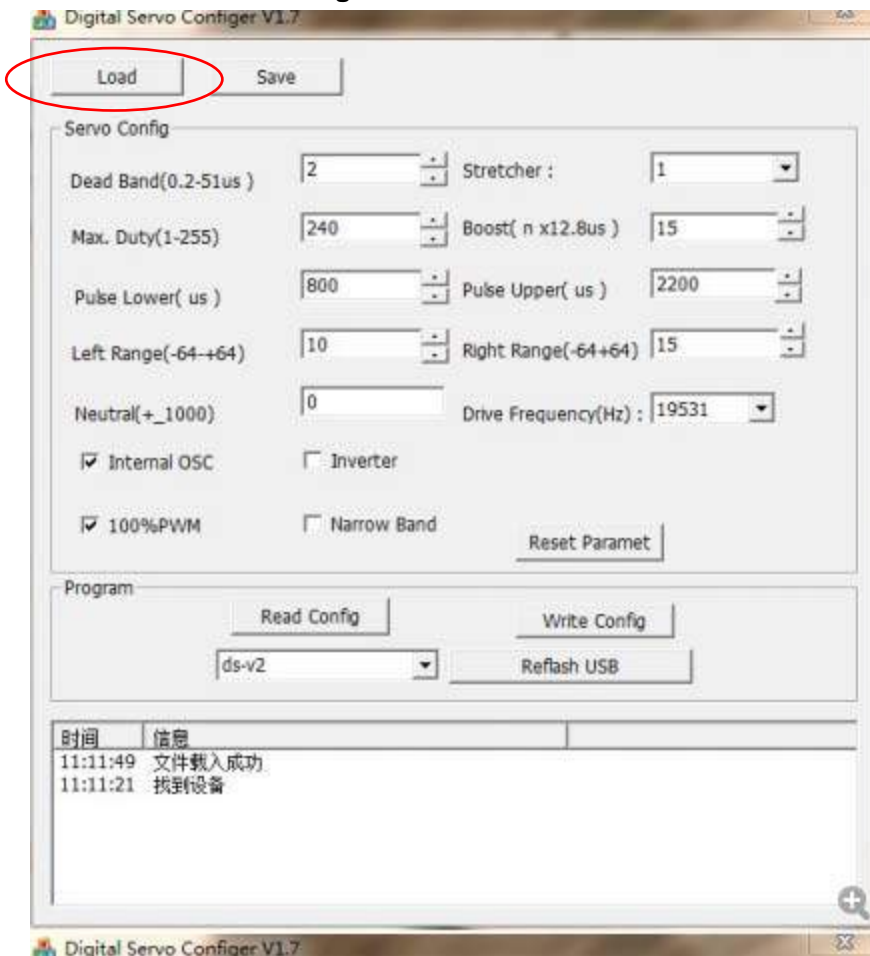 Digital Servo Configer V1.7
Load Save
Servo Config
Dead Band(0.2-51us ) 2 Stretcher : 1
Max. Duty(1-255) 240 Boost( n x12.8us ) 15
Pulse Lower( us ) 800 Pulse Upper( us ) 2200
Left Range(-64-+64) 10 Right Range(-64+64) 15
Neutral(+_1000) 0 Drive Frequency(Hz) : 19531
Internal OSC Inverter
100%PWM Narrow Band Reset Paramet
Program
Read Config Write Config
ds-v2 Reflash USB
时间 信息
11:11:49 文件载入成功
11:11:21 找到设备
Digital Servo Configer V1.7